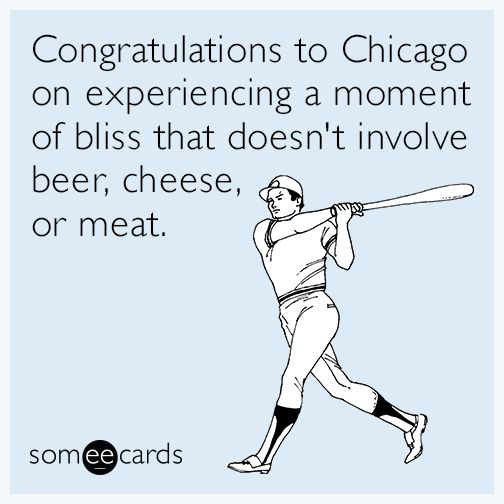 Congratulations to Chicago
on experiencing a moment
of bliss that doesn't involve
beer, cheese,
or meat.
someecards